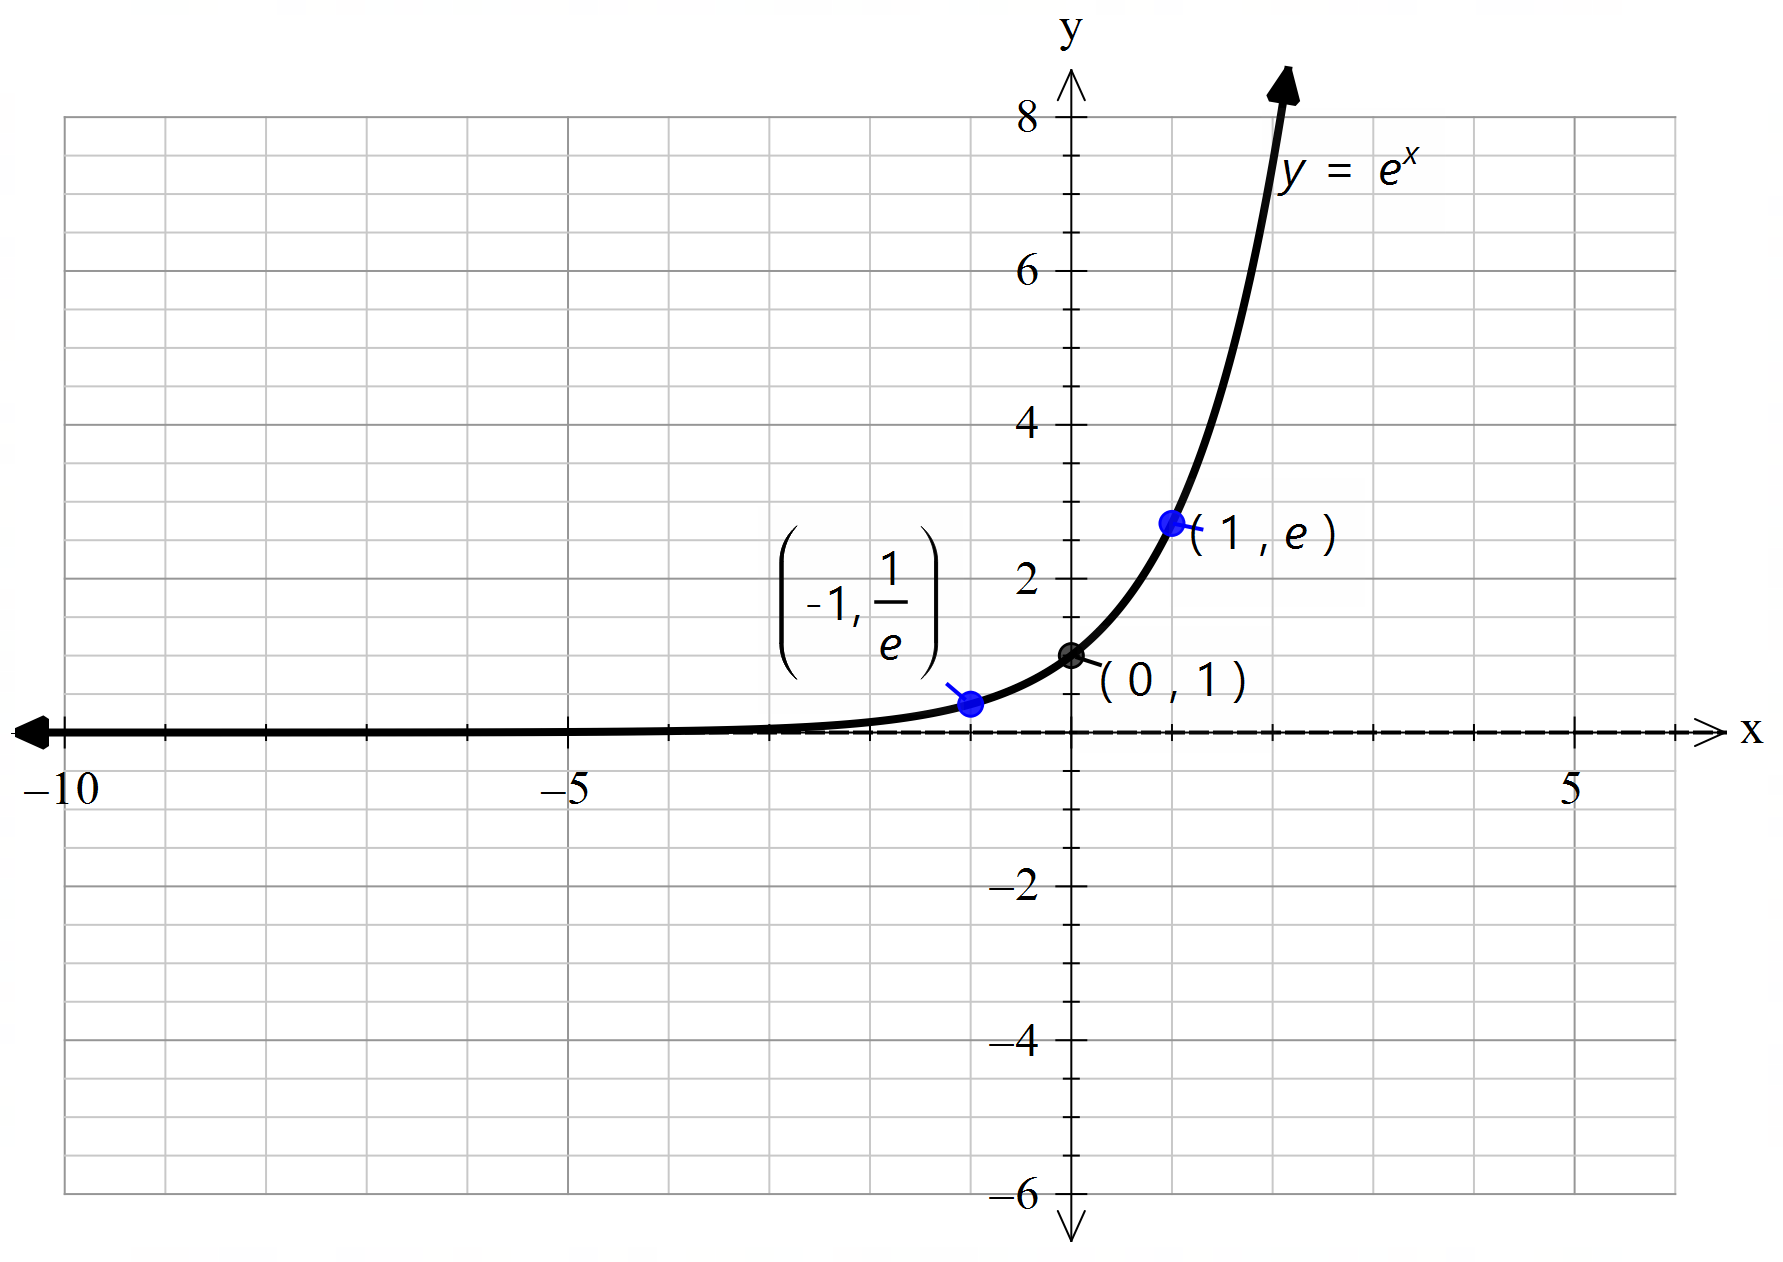 y
8
y = e^x
6
4
( 1 , e )
(-1, 1/e)
2
( 0 , 1 )
x
–10
–5
5
–2
–4
–6